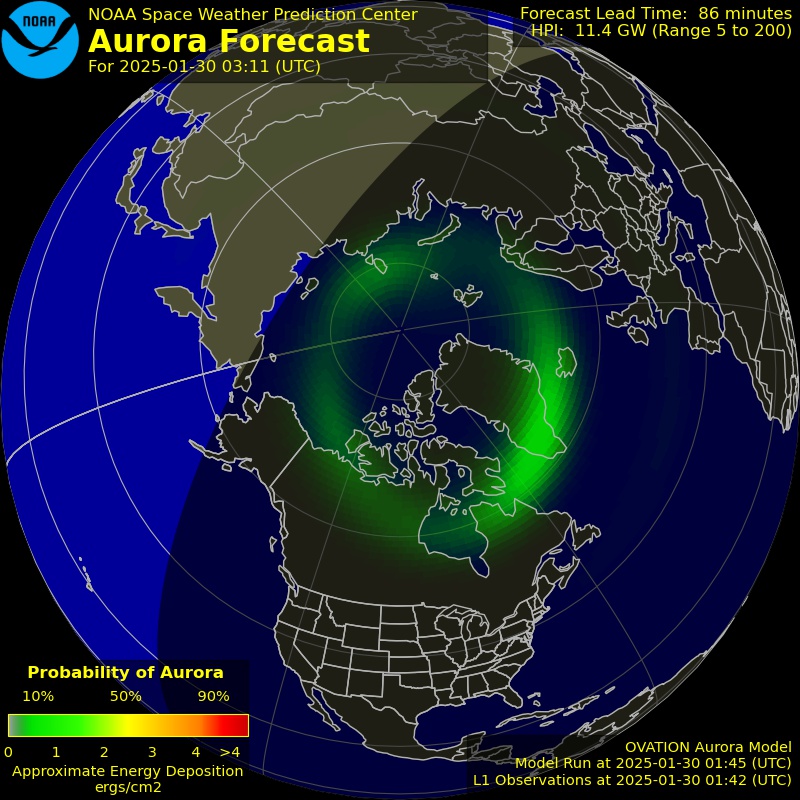 NOAA
NOAA Space Weather Prediction Center
Aurora Forecast
For 2025-01-30 03:11 (UTC)
Forecast Lead Time: 86 minutes
HPI: 11.4 GW (Range 5 to 200)
Probability of Aurora
10% 50% 90%
0 1 2 3 4 >4
Approximate Energy Deposition
ergs/cm2
OVATION Aurora Model
Model Run at 2025-01-30 01:45 (UTC)
L1 Observations at 2025-01-30 01:42 (UTC)